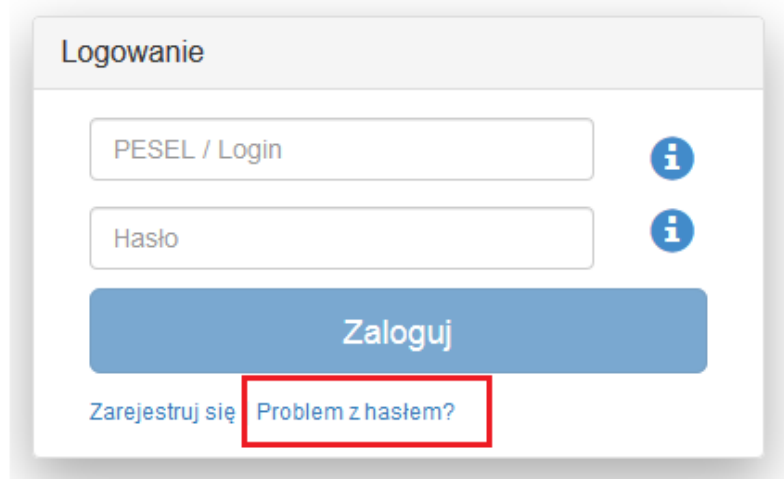 Logowanie
PESEL / Login
Hasło
Zaloguj
Zarejestruj się Problem z hasłem?